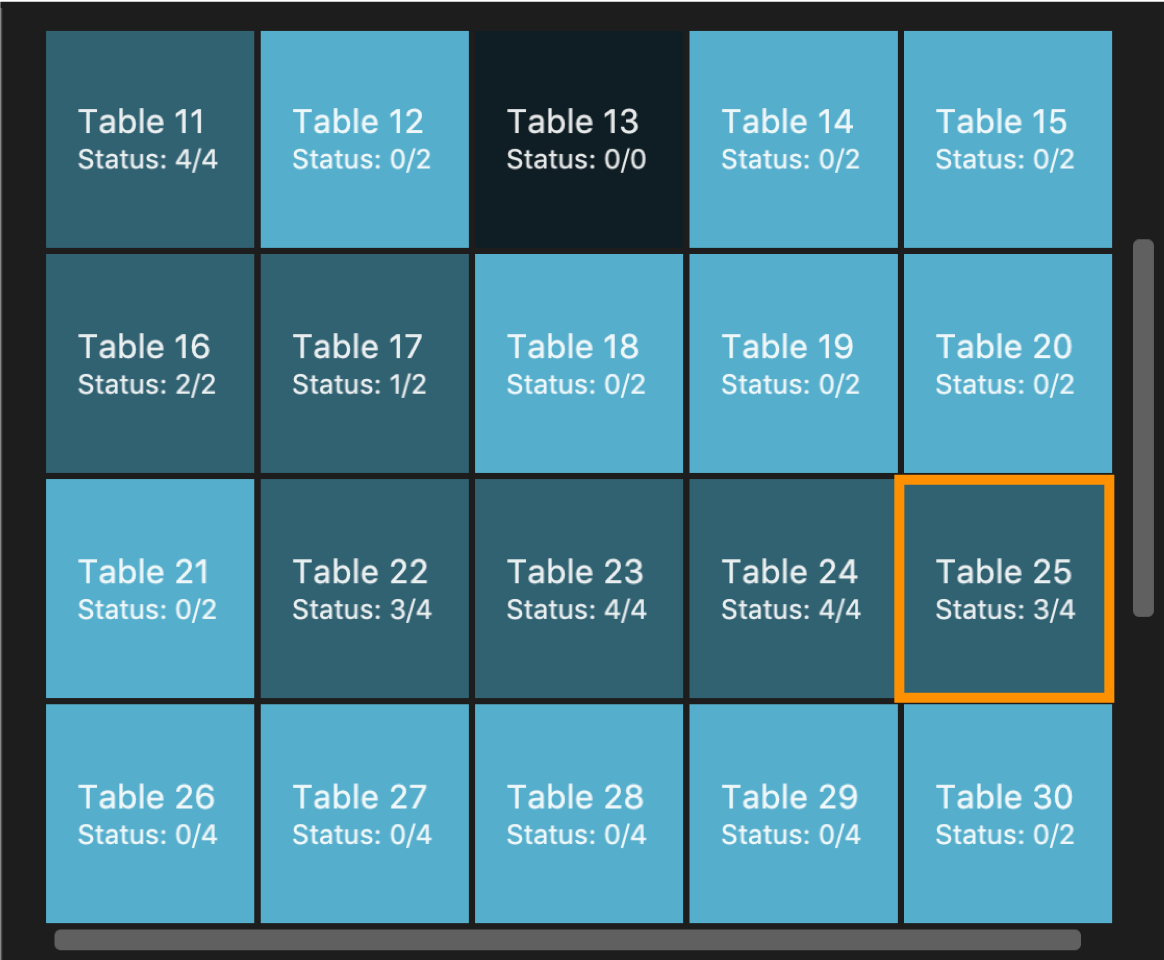 Table 11
Status: 4/4
Table 12
Status: 0/2
Table 13
Status: 0/0
Table 14
Status: 0/2
Table 15
Status: 0/2
Table 16
Status: 2/2
Table 17
Status: 1/2
Table 18
Status: 0/2
Table 19
Status: 0/2
Table 20
Status: 0/2
Table 21
Status: 0/2
Table 22
Status: 3/4
Table 23
Status: 4/4
Table 24
Status: 4/4
Table 25
Status: 3/4
Table 26
Status: 0/4
Table 27
Status: 0/4
Table 28
Status: 0/4
Table 29
Status: 0/4
Table 30
Status: 0/2